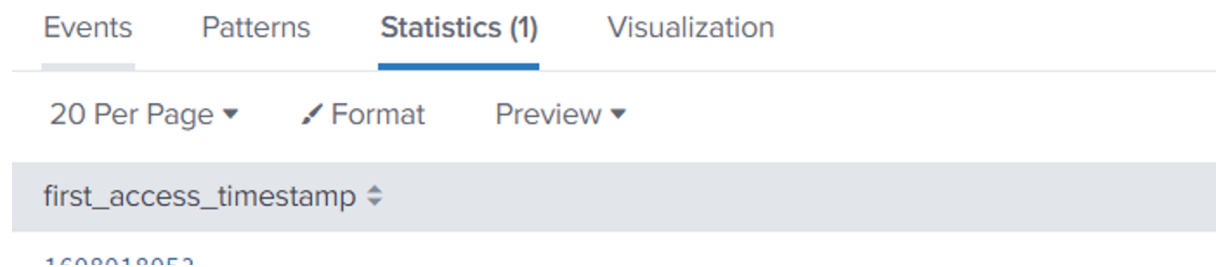 Events Patterns Statistics (1) Visualization
20 Per Page Format Preview
first_access_timestamp